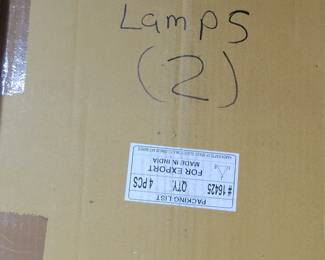 Lamps
(2)
PACKING LIST
# 16425 QTY. 4 PCS
FOR EXPORT
MADE IN INDIA